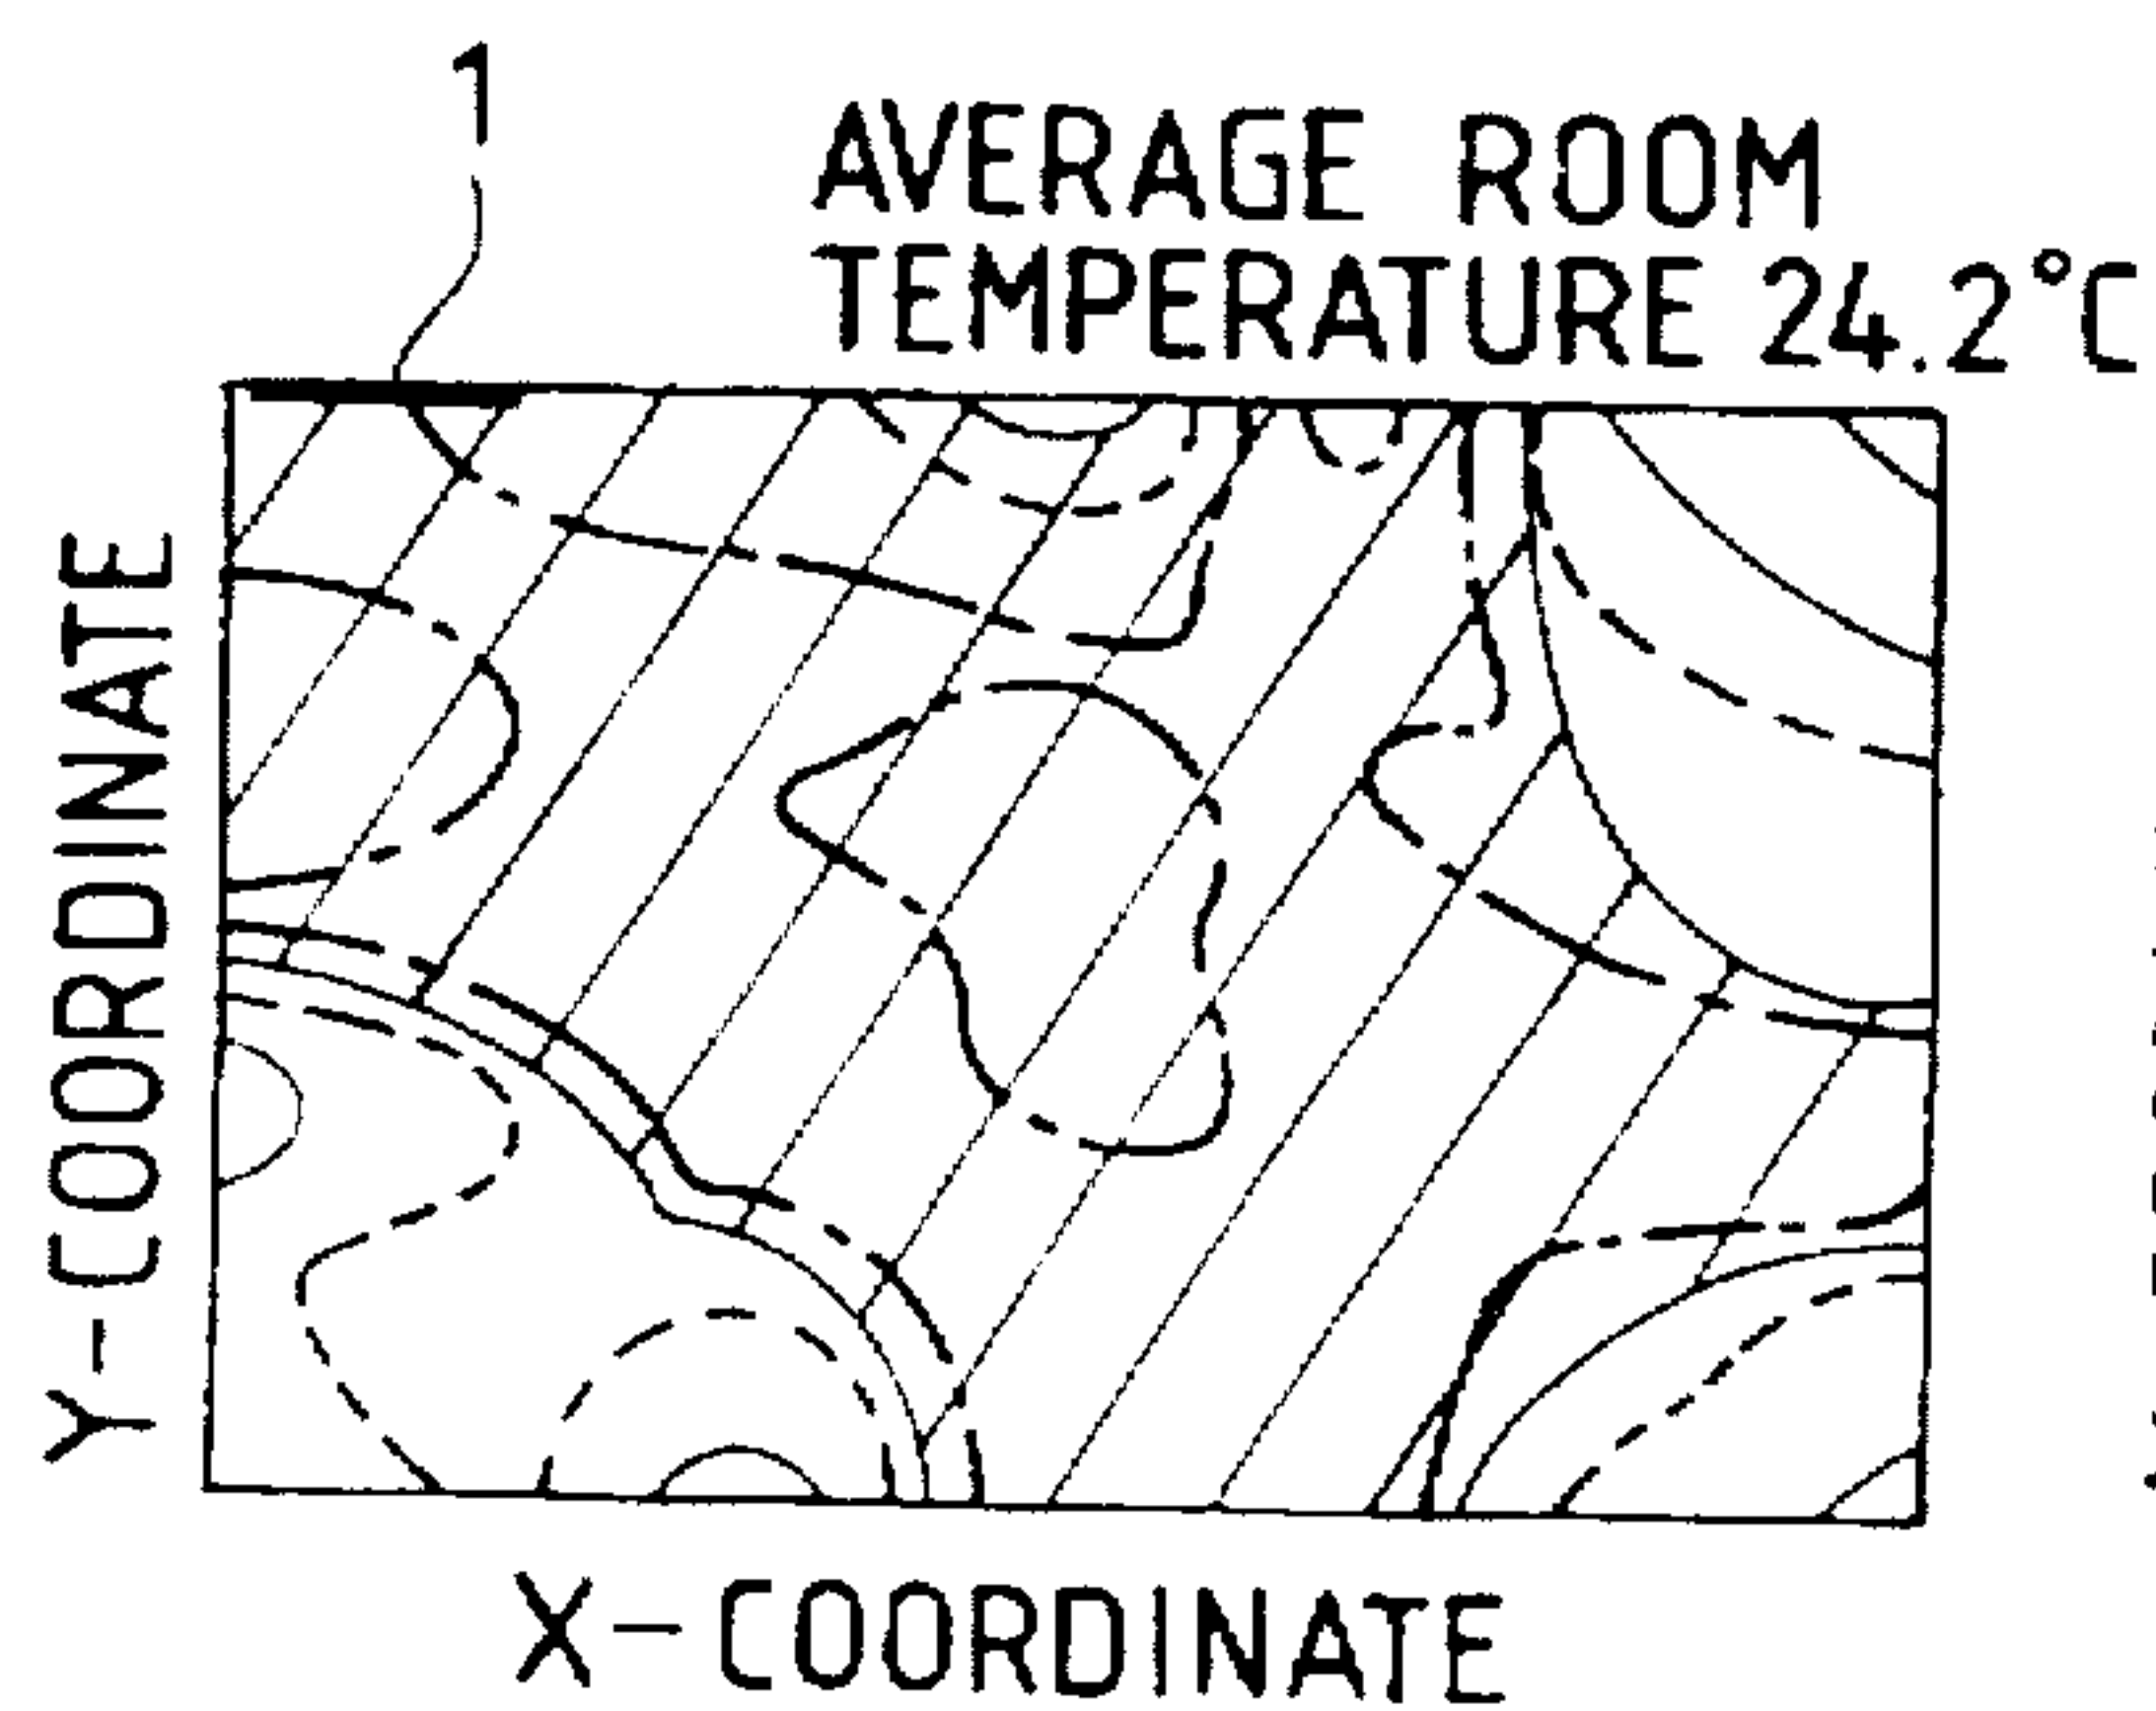 1
AVERAGE ROOM
TEMPERATURE 24.2°C
Y-COORDINATE
X-COORDINATE